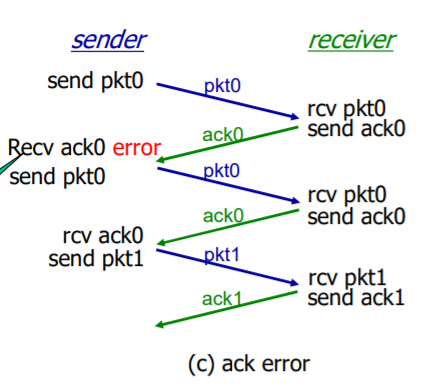 sender receiver
send pkt0
pkt0
rcv pkt0
send ack0
ack0
Recv ack0 error
send pkt0
pkt0
rcv pkt0
send ack0
ack0
rcv ack0
send pkt1
pkt1
rcv pkt1
send ack1
ack1
(c) ack error